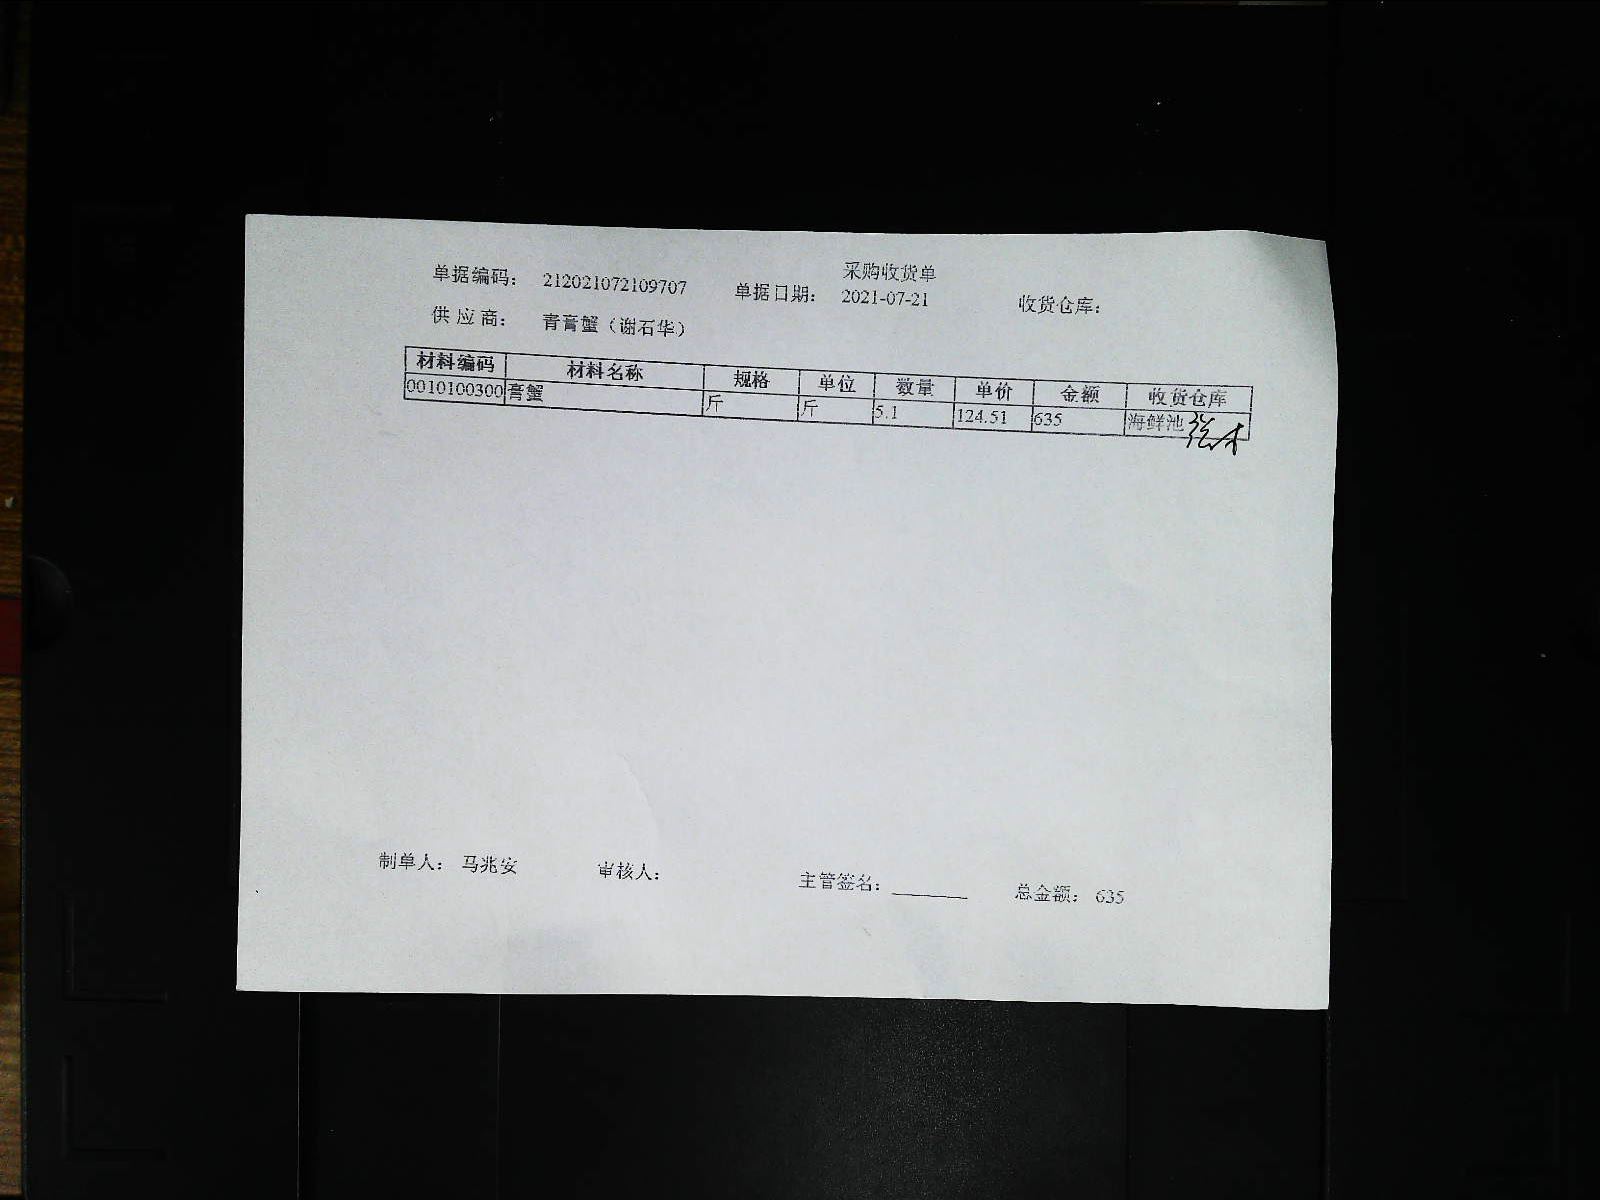 采购收货单
单据编码： 212021072109707 单据日期： 2021-07-21 收货仓库：
供 应 商： 青膏蟹（谢石华）
材料编码 材料名称 规格 单位 数量 单价 金额 收货仓库
0010100300 膏蟹 斤 斤 5.1 124.51 635 海鲜池
制单人： 马兆安 审核人： 主管签名：  总金额： 635